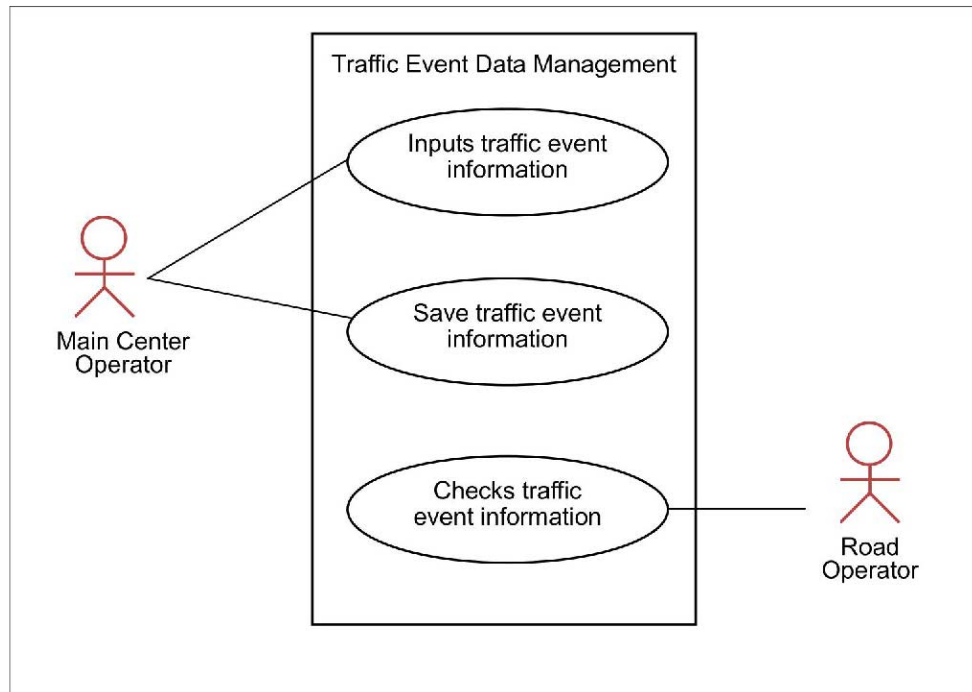 Traffic Event Data Management
Inputs traffic event
information
Save traffic event
information
Main Center
Operator
Checks traffic
event information
Road
Operator